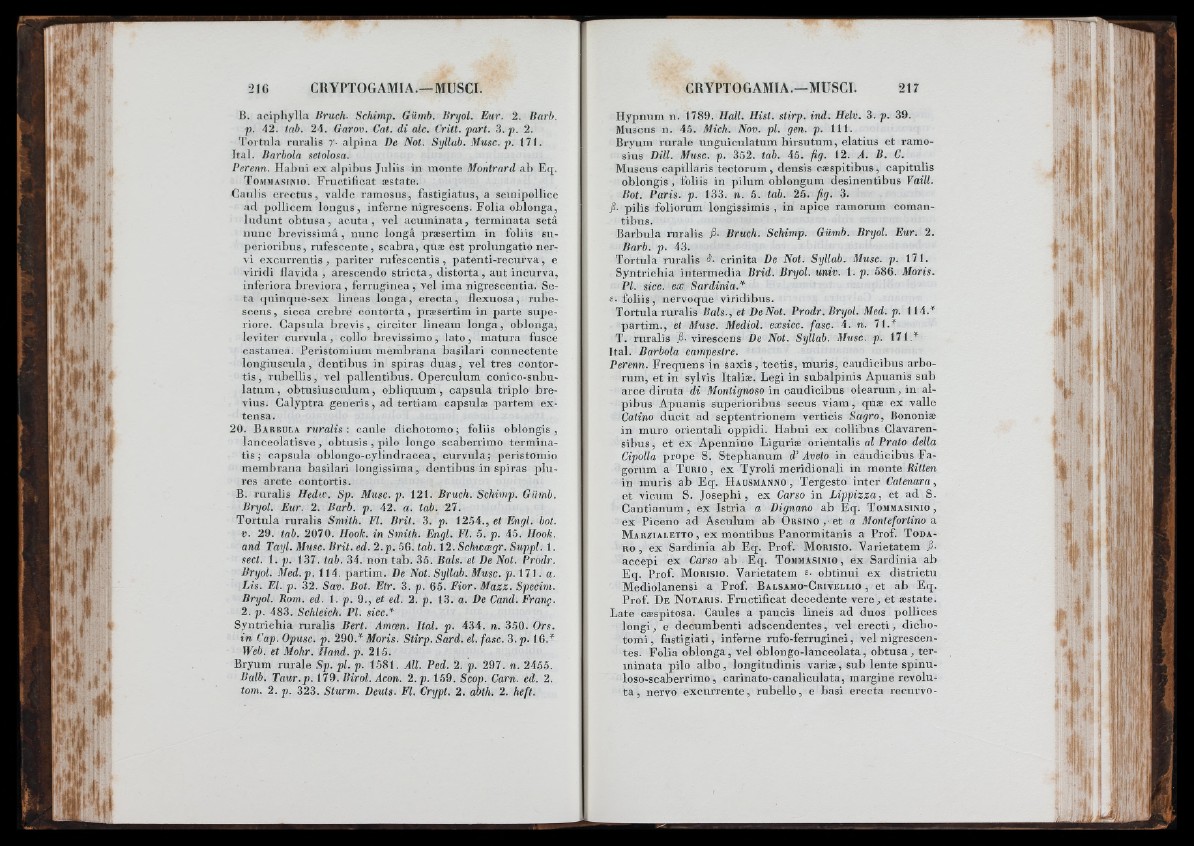 216 CRYPTOGAMIA.—MUSCI.
B. aciphylla Bruch. Schimp. Gümb. Bryol. Eur. 2. Barb.
p. 42. tab. 24. Garov. Cat. di alc. Critt. part. 3. p. 2.
Tortula ruralis γ. alpina De Not. Syllab. Musc. p. 171.
Ital. Barbola setolosa.
Perenn. Habui ex alpibus Juliis in monte Montrard ab Eq.
TOMMASINIO. Fructificat æstate.
Caulis erectus, valde ramosus, fastigiatus, a semipollice
ad pollicem longus, inferne nigrescens. Folia oblonga,
ludunt obtusa, acuta, vel acuminata, terminata setâ
nunc brevissimâ, nunc longâ præsertim in foliis su-
perioribus, rufescente, scabra, quæ est prolungatio ner-
vi excurrentis, pariter rufescentis, patenti-recurva, e
viridi flavida, arescendo stricta, distorta, aut incurva,
inferiora breviora, ferruginea, vel ima nigrescentia. Se-
ta quinque-sex lineas longa, erecta, flexuosa, rube-
scens, sicca crebre contorta, præsertim in parte supe-
riore. Capsula brevis, circiter lineam longa, oblonga,
leviter curvula, collo brevissimo, lato, matura fusce
castanea. Peristomium membrana basilari connectente
longiuscula, dentibus in spiras duas, vel tres contor-
tis, rubellis, vel pallentibus. Operculum conico-subu-
latum, obtusiusculum, obliquum, capsula triplo bre-
vius. Calyptra generis, ad tertiam capsulæ partem ex-
tensa.
20. BARBULA ruralis: caule dichotomo; foliis oblongis,
lanceolatisve, obtusis, pilo longo scaberrimo termina-
tis; capsula oblongo-cylindracea, curvula; peristomio
membrana basilari longissima, dentibus in spiras plu-
res arcte contortis.
B. ruralis Hedw. Sp. Musc. p. 121. Bruch. Schimp. Gümb.
Bryol. Eur. 2. Barb. p. 42. a. tab. 27.
Tortula ruralis Smith. Fl. Brit. 3. p. 1254., et Engl. bot.
v. 29. tab. 2070. Hook. in Smith. Engl. Fl. 5. p. 45. Hook.
and Tayl. Musc. Brit. ed. 2. p. 56. tab. 12. Schwægr. Suppl. 1.
sect. 1. p. 137. tab. 34. non tab. 35. Bals. et De Not. Prodr.
Bryol. Med. p. 114. partim. De Not. Syllab. Musc. p. 171. a.
Lis. El. p. 32. Sav. Bot. Etr. 3. p. 65. Fior. Mazz. Specim.
Bryol. Rom. ed. 1. p. 9., et ed. 2. p. 13. a. De Cand. Franç.
2. p. 483. Schleich. Pl. sicc.*
Syntrichia ruralis Bert. Amœn. Ital. p. 434. n. 350. Ors.
in Cap. Opusc. p. 290.* Moris. Stirp. Sard. el. fasc. 3. p. 16.*
Web. et Mohr. Hand. p. 215.
Bryum rurale Sp. pl. p. 1581. All. Ped. 2. p. 297. n. 2455.
Balb. Taur. p. 179. Birol. Acon. 2. p. 159. Scop. Carn. ed. 2.
tom. 2. p. 323. Sturm. Deuts. Fl. Crypt. 2. abth. 2. heft.
CRYPTOGAMIA.—MUSCI. 217
Hypnum n. 1789. Hall. Hist. stirp. ind. Helv. 3. p. 39.
Muscus n. 45. Mich. Nov. pl. gen. p. 111.
Bryum rurale unguiculatum hirsutum, elatius et ramo-
sius Dill. Musc. p. 352. tab. 45. fig. 12. A. B. C.
Muscus capillaris tectorum, densis cæspitibus, capitulis
oblongis, foliis in pilum oblongum desinentibus Vaill.
Bot. Paris. p. 133. n. 5. tab. 25. fig. 3.
β. pilis foliorum longissimis, in apice ramorum coman-
tibus.
Barbula ruralis β. Bruch. Schimp. Gümb. Bryol. Eur. 2.
Barb. p. 43.
Tortula ruralis δ. crinita De Not. Syllab. Musc. p. 171.
Syntrichia intermedia Brid. Bryol. univ. 1. p. 586. Moris.
Pl. sicc. ex Sardinia.*
ε. foliis, nervoque viridibus.
Tortula ruralis Bals., et De Not. Prodr. Bryol. Med. p. 114.*
partim., et Musc. Mediol. exsicc. fasc. 4. n. 71.*
T. ruralis β. virescens De Not. Syllab. Musc. p. 171.*
Ital. Barbola campestre.
Perenn. Frequens in saxis, tectis, muris, caudicibus arbo-
rum, et in sylvis Italiæ. Legi in subalpinis Apuanis sub
arce diruta di Montignoso in caudicibus olearum, in al-
pibus Apuanis superioribus secus viam, quæ ex valle
Catino ducit ad septentrionem verticis Sagro, Bononiæ
in muro orientali oppidi. Habui ex collibus Clavaren-
sibus, et ex Apennino Liguriæ orientalis al Prato della
Cipolla prope S. Stephanum d' Aveto in caudicibus Fa-
gorum a TURIO, ex Tyroli meridionali in monte Ritten
in muris ab Eq. HAUSMANNO, Tergesto inter Catenara,
et vicum S. Josephi, ex Carso in Lippizza, et ad S.
Cantianum, ex Istria a Dignano ab Eq. TOMMASINIO,
ex Piceno ad Asculum ab ORSINO, et a Montefortino a
MARZIALETTO, ex montibus Panormitanis a Prof. TODA-
RO, ex Sardinia ab Eq. Prof. MORISIO. Varietatem β.
accepi ex Carso ab Eq. TOMMASINIO, ex Sardinia ab
Eq. Prof. MORISIO. Varietatem ε. obtinui ex districtu
Mediolanensi a Prof. BALSAMO-CRIVELLIO, et ab Eq.
Prof. DE NOTARIS. Fructificat decedente vere, et æstate.
Late cæspitosa. Caules a paucis lineis ad duos pollices
longi, e decumbenti adscendentes, vel erecti, dicho-
tomi, fastigiati, inferne rufo-ferruginei, vel nigrescen-
tes. Folia oblonga, vel oblongo-lanceolata, obtusa, ter-
minata pilo albo, longitudinis variæ, sub lente spinu-
loso-scaberrimo, carinato-canaliculata, margine revolu-
ta, nervo excurrente, rubello, e basi erecta recurvo-